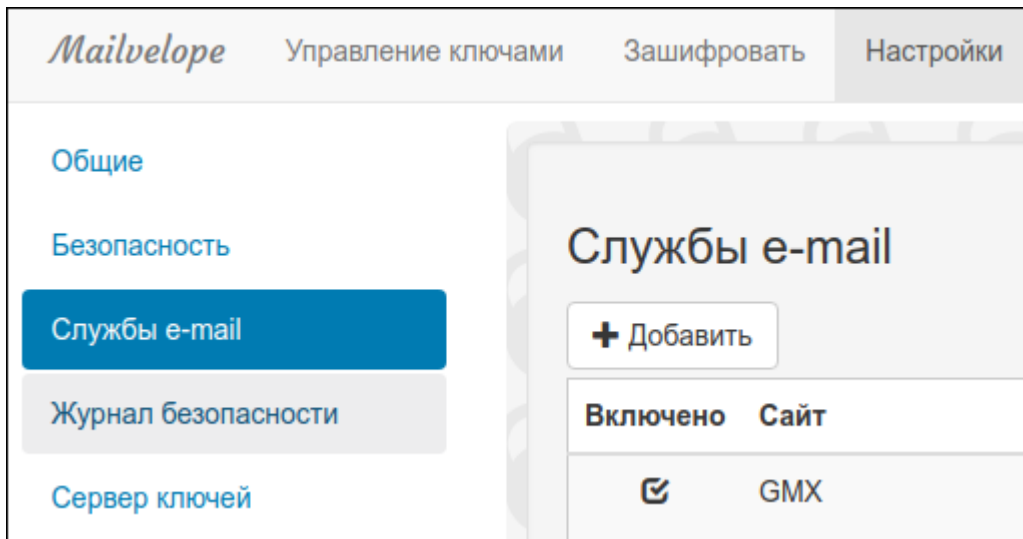 Mailvelope Управление ключами Зашифровать Настройки
Общие
Безопасность
Службы e-mail
Журнал безопасности
Сервер ключей
Службы e-mail
Добавить
Включено Сайт
GMX